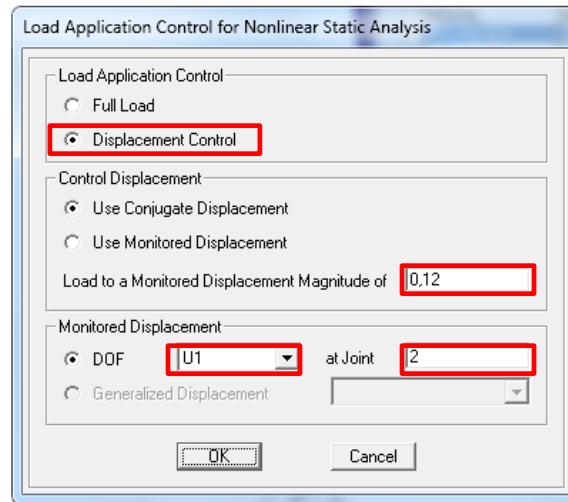 Load Application Control for Nonlinear Static Analysis
Load Application Control
Full Load
Displacement Control
Control Displacement
Use Conjugate Displacement
Use Monitored Displacement
Load to a Monitored Displacement Magnitude of 0,12
Monitored Displacement
DOF U1 at Joint 2
Generalized Displacement
OK Cancel